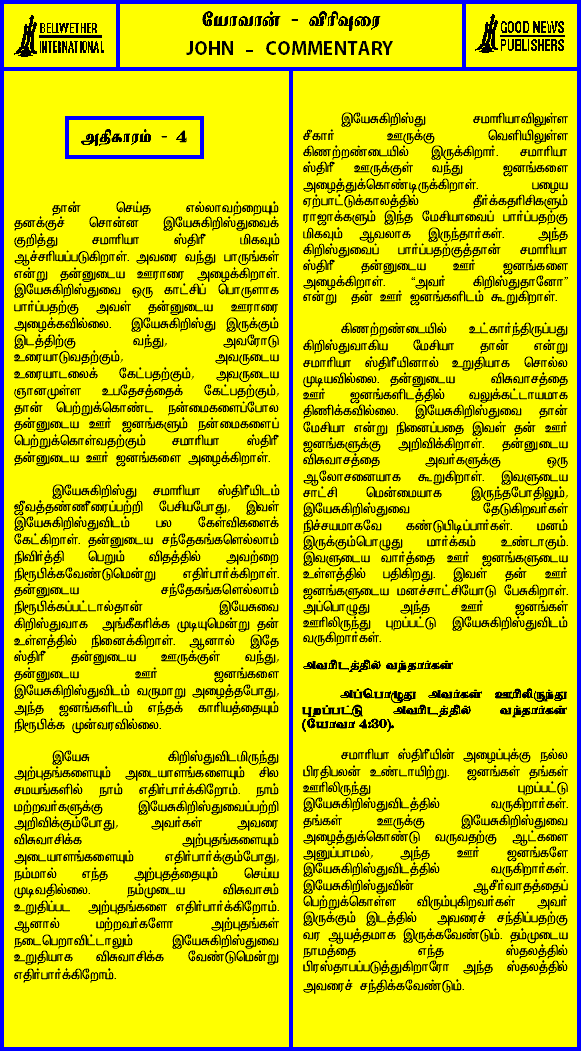 BELWETHER
INTERNATIONAL
யோவான் - விரிவுரை
JOHN - COMMENTARY
GOOD NEWS
PUBLISHERS
அதிகாரம் - 4
தான் செய்த எல்லாவற்றையும்
தனக்குச் சொன்ன இயேசுகிறிஸ்துவைக்
குறித்து சமாரியா ஸ்திரீ மிகவும்
ஆச்சரியப்படுகிறாள். அவரை வந்து பாருங்கள்
என்று தன்னுடைய ஊராரை அழைக்கிறாள்.
இயேசுகிறிஸ்துவை ஒரு காட்சிப் பொருளாக
பார்ப்பதற்கு அவள் தன்னுடைய ஊராரை
அழைக்கவில்லை. இயேசுகிறிஸ்து இருக்கும்
இடத்திற்கு வந்து, அவரோடு
உரையாடுவதற்கும், அவருடைய
உரையாடலைக் கேட்பதற்கும், அவருடைய
ஞானமுள்ள உபதேசத்தைக் கேட்பதற்கும்,
தான் பெற்றுக்கொண்ட நன்மைகளைப்போல
தன்னுடைய ஊர் ஜனங்களும் நன்மைகளைப்
பெற்றுக்கொள்வதற்கும் சமாரியா ஸ்திரீ
தன்னுடைய ஊர் ஜனங்களை அழைக்கிறாள்.
இயேசுகிறிஸ்து சமாரியா ஸ்திரீயிடம்
ஜீவத்தண்ணீரைப்பற்றி பேசியபோது, இவள்
இயேசுகிறிஸ்துவிடம் பல கேள்விகளைக்
கேட்கிறாள். தன்னுடைய சந்தேகங்களெல்லாம்
நிவிர்த்தி பெறும் விதத்தில் அவற்றை
நிரூபிக்கவேண்டுமென்று எதிர்பார்க்கிறாள்.
தன்னுடைய சந்தேகங்களெல்லாம்
நிரூபிக்கப்பட்டால்தான் இயேசுவை
கிறிஸ்துவாக அங்கீகரிக்க முடியுமென்று தன்
உள்ளத்தில் நினைக்கிறாள். ஆனால் இதே
ஸ்திரீ தன்னுடைய ஊருக்குள் வந்து,
தன்னுடைய ஊர் ஜனங்களை
இயேசுகிறிஸ்துவிடம் வருமாறு அழைத்தபோது,
அந்த ஜனங்களிடம் எந்தக் காரியத்தையும்
நிரூபிக்க முன்வரவில்லை.
இயேசு கிறிஸ்துவிடமிருந்து
அற்புதங்களையும் அடையாளங்களையும் சில
சமயங்களில் நாம் எதிர்பார்க்கிறோம். நாம்
மற்றவர்களுக்கு இயேசுகிறிஸ்துவைப்பற்றி
அறிவிக்கும்போது, அவர்கள் அவரை
விசுவாசிக்க அற்புதங்களையும்
அடையாளங்களையும் எதிர்பார்க்கும்போது,
நம்மால் எந்த அற்புதத்தையும் செய்ய
முடிவதில்லை. நம்முடைய விசுவாசம்
உறுதிப்பட அற்புதங்களை எதிர்பார்க்கிறோம்.
ஆனால் மற்றவர்களோ அற்புதங்கள்
நடைபெறாவிட்டாலும் இயேசுகிறிஸ்துவை
உறுதியாக விசுவாசிக்க வேண்டுமென்று
எதிர்பார்க்கிறோம்.
இயேசுகிறிஸ்து சமாரியாவிலுள்ள
சீகார் ஊருக்கு வெளியிலுள்ள
கிணற்றண்டையில் இருக்கிறார். சமாரியா
ஸ்திரீ ஊருக்குள் வந்து ஜனங்களை
அழைத்துக்கொண்டிருக்கிறாள். பழைய
ஏற்பாட்டுக்காலத்தில் தீர்க்கதரிசிகளும்
ராஜாக்களும் இந்த மேசியாவைப் பார்ப்பதற்கு
மிகவும் ஆவலாக இருந்தார்கள். அந்த
கிறிஸ்துவைப் பார்ப்பதற்குத்தான் சமாரியா
ஸ்திரீ தன்னுடைய ஊர் ஜனங்களை
அழைக்கிறாள். “அவர் கிறிஸ்துதானோ”
என்று தன் ஊர் ஜனங்களிடம் கூறுகிறாள்.
கிணற்றண்டையில் உட்கார்ந்திருப்பது
கிறிஸ்துவாகிய மேசியா தான் என்று
சமாரியா ஸ்திரீயினால் உறுதியாக சொல்ல
முடியவில்லை. தன்னுடைய விசுவாசத்தை
ஊர் ஜனங்களிடத்தில் வலுக்கட்டாயமாக
திணிக்கவில்லை. இயேசுகிறிஸ்துவை தான்
மேசியா என்று நினைப்பதை இவள் தன் ஊர்
ஜனங்களுக்கு அறிவிக்கிறாள். தன்னுடைய
விசுவாசத்தை அவர்களுக்கு ஒரு
ஆலோசனையாக கூறுகிறாள். இவளுடைய
சாட்சி மென்மையாக இருந்தபோதிலும்,
இயேசுகிறிஸ்துவை தேடுகிறவர்கள்
நிச்சயமாகவே கண்டுபிடிப்பார்கள். மனம்
இருக்கும்பொழுது மார்க்கம் உண்டாகும்.
இவளுடைய வார்த்தை ஊர் ஜனங்களுடைய
உள்ளத்தில் பதிகிறது. இவள் தன் ஊர்
ஜனங்களுடைய மனச்சாட்சியோடு பேசுகிறாள்.
அப்பொழுது அந்த ஊர் ஜனங்கள்
ஊரிலிருந்து புறப்பட்டு இயேசுகிறிஸ்துவிடம்
வருகிறார்கள்.
அவரிடத்தில் வந்தார்கள்
அப்பொழுது அவர்கள் ஊரிலிருந்து
புறப்பட்டு அவரிடத்தில் வந்தார்கள்
(யோவா 4:30).
சமாரியா ஸ்திரீயின் அழைப்புக்கு நல்ல
பிரதிபலன் உண்டாயிற்று. ஜனங்கள் தங்கள்
ஊரிலிருந்து புறப்பட்டு
இயேசுகிறிஸ்துவிடத்தில் வருகிறார்கள்.
தங்கள் ஊருக்கு இயேசுகிறிஸ்துவை
அழைத்துக்கொண்டு வருவதற்கு ஆட்களை
அனுப்பாமல், அந்த ஊர் ஜனங்களே
இயேசுகிறிஸ்துவிடத்தில் வருகிறார்கள்.
இயேசுகிறிஸ்துவின் ஆசீர்வாதத்தைப்
பெற்றுக்கொள்ள விரும்புகிறவர்கள் அவர்
இருக்கும் இடத்தில் அவரைச் சந்திப்பதற்கு
வர ஆயத்தமாக இருக்கவேண்டும். தம்முடைய
நாமத்தை எந்த ஸ்தலத்தில்
பிரஸ்தாபப்படுத்துகிறாரோ அந்த ஸ்தலத்தில்
அவரைச் சந்திக்கவேண்டும்.